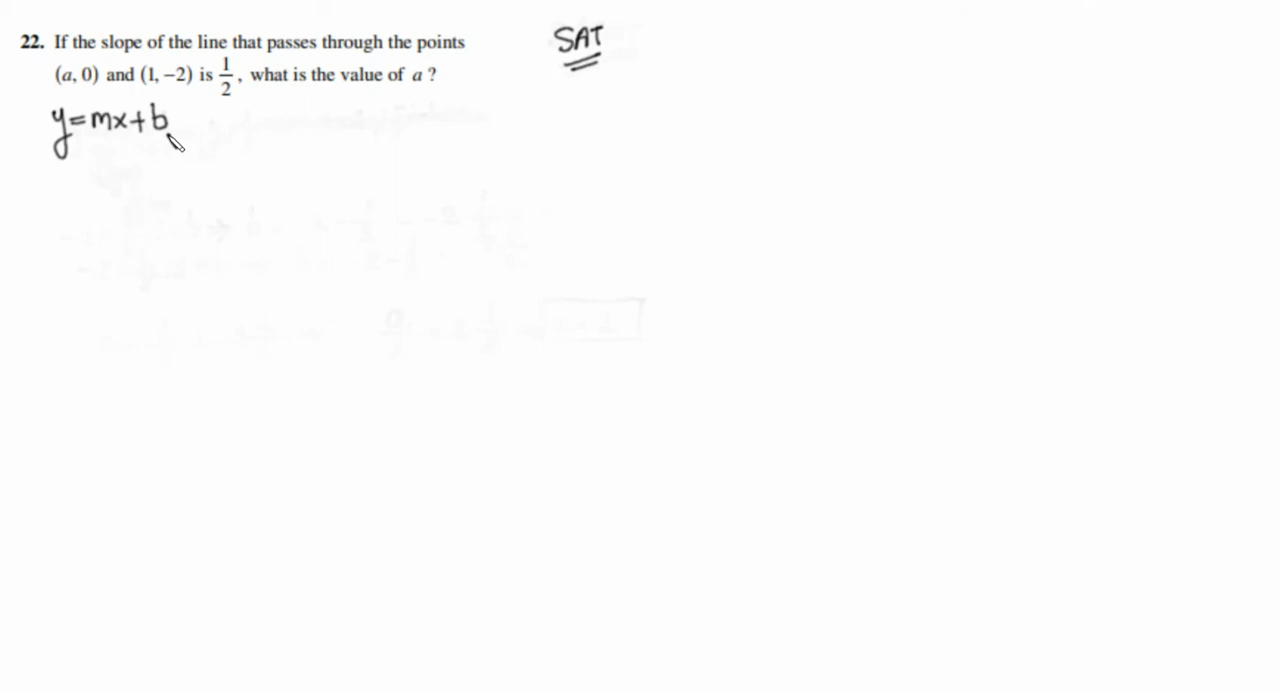 22. If the slope of the line that passes through the points
(a, 0) and (1, −2) is 1/2, what is the value of a ?
SAT
y=mx+b